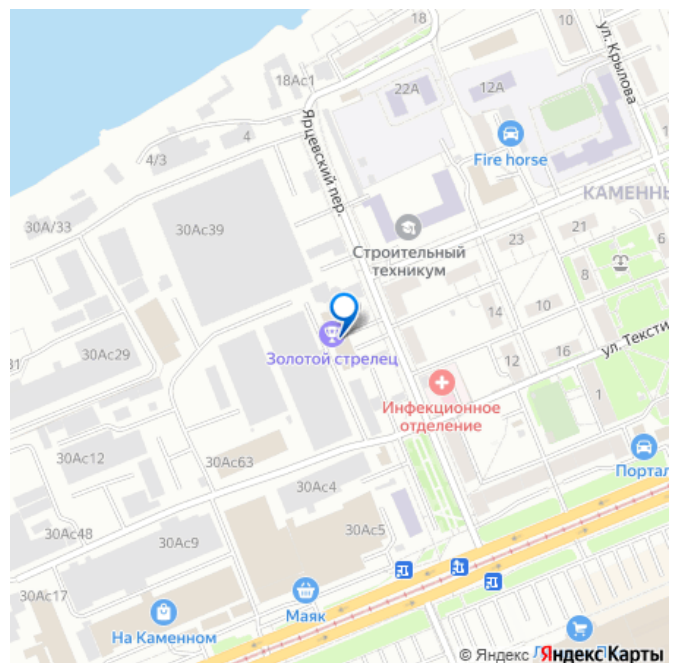 18
10
ул. Крылова
18Ас1
22А
12А
4
Ярцевский пер.
Fire horse
4/3
КАМЕННЫ
30А/33
30Ас39
21
23
6
Строительный
техникум
8
14
10
Золотой стрелец
30Ас29
31
12
16
ул. Тексти
Инфекционное
отделение
1
30Ас12
30Ас63
Портал
30Ас4
30Ас48
30Ас9
30Ас5
30Ас17
Маяк
На Каменном
© Яндекс
Яндекс Карты